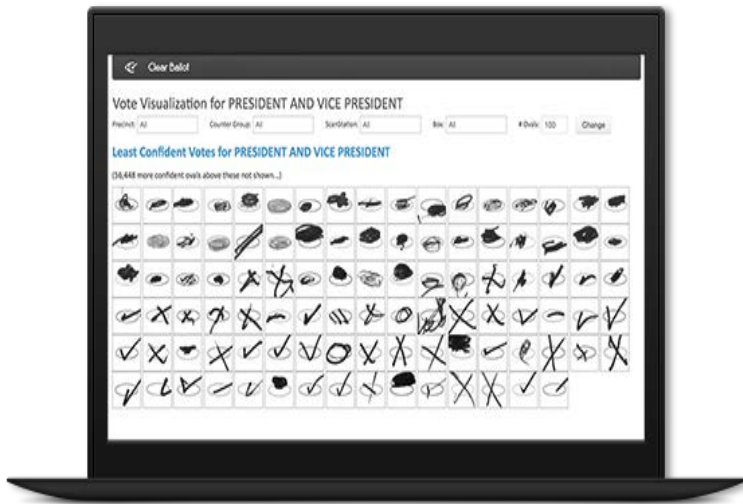 Clear Ballot
Vote Visualization for PRESIDENT AND VICE PRESIDENT
Precinct: All Counter Group: All ScanStation: All Box: All # Ovals: 100 Change
Least Confident Votes for PRESIDENT AND VICE PRESIDENT
(56,448 more confident ovals above these not shown...)